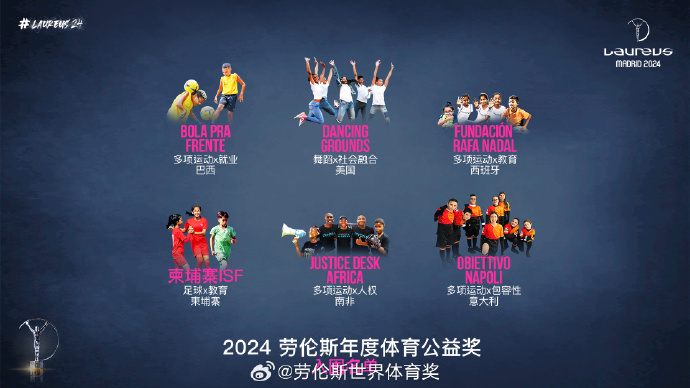 # LAUREUS 24
LAUREUS
MADRID 2024
BOLA PRA
FRENTE
多项运动x就业
巴西
DANCING
GROUNDS
舞蹈x社会融合
美国
FUNDACIÓN
RAFA NADAL
多项运动x教育
西班牙
柬埔寨ISF
足球x教育
柬埔寨
JUSTICE DESK
AFRICA
多项运动x人权
南非
OBIETTIVO
NAPOLI
多项运动x包容性
意大利
2024 劳伦斯年度体育公益奖
入围名单
@劳伦斯世界体育奖